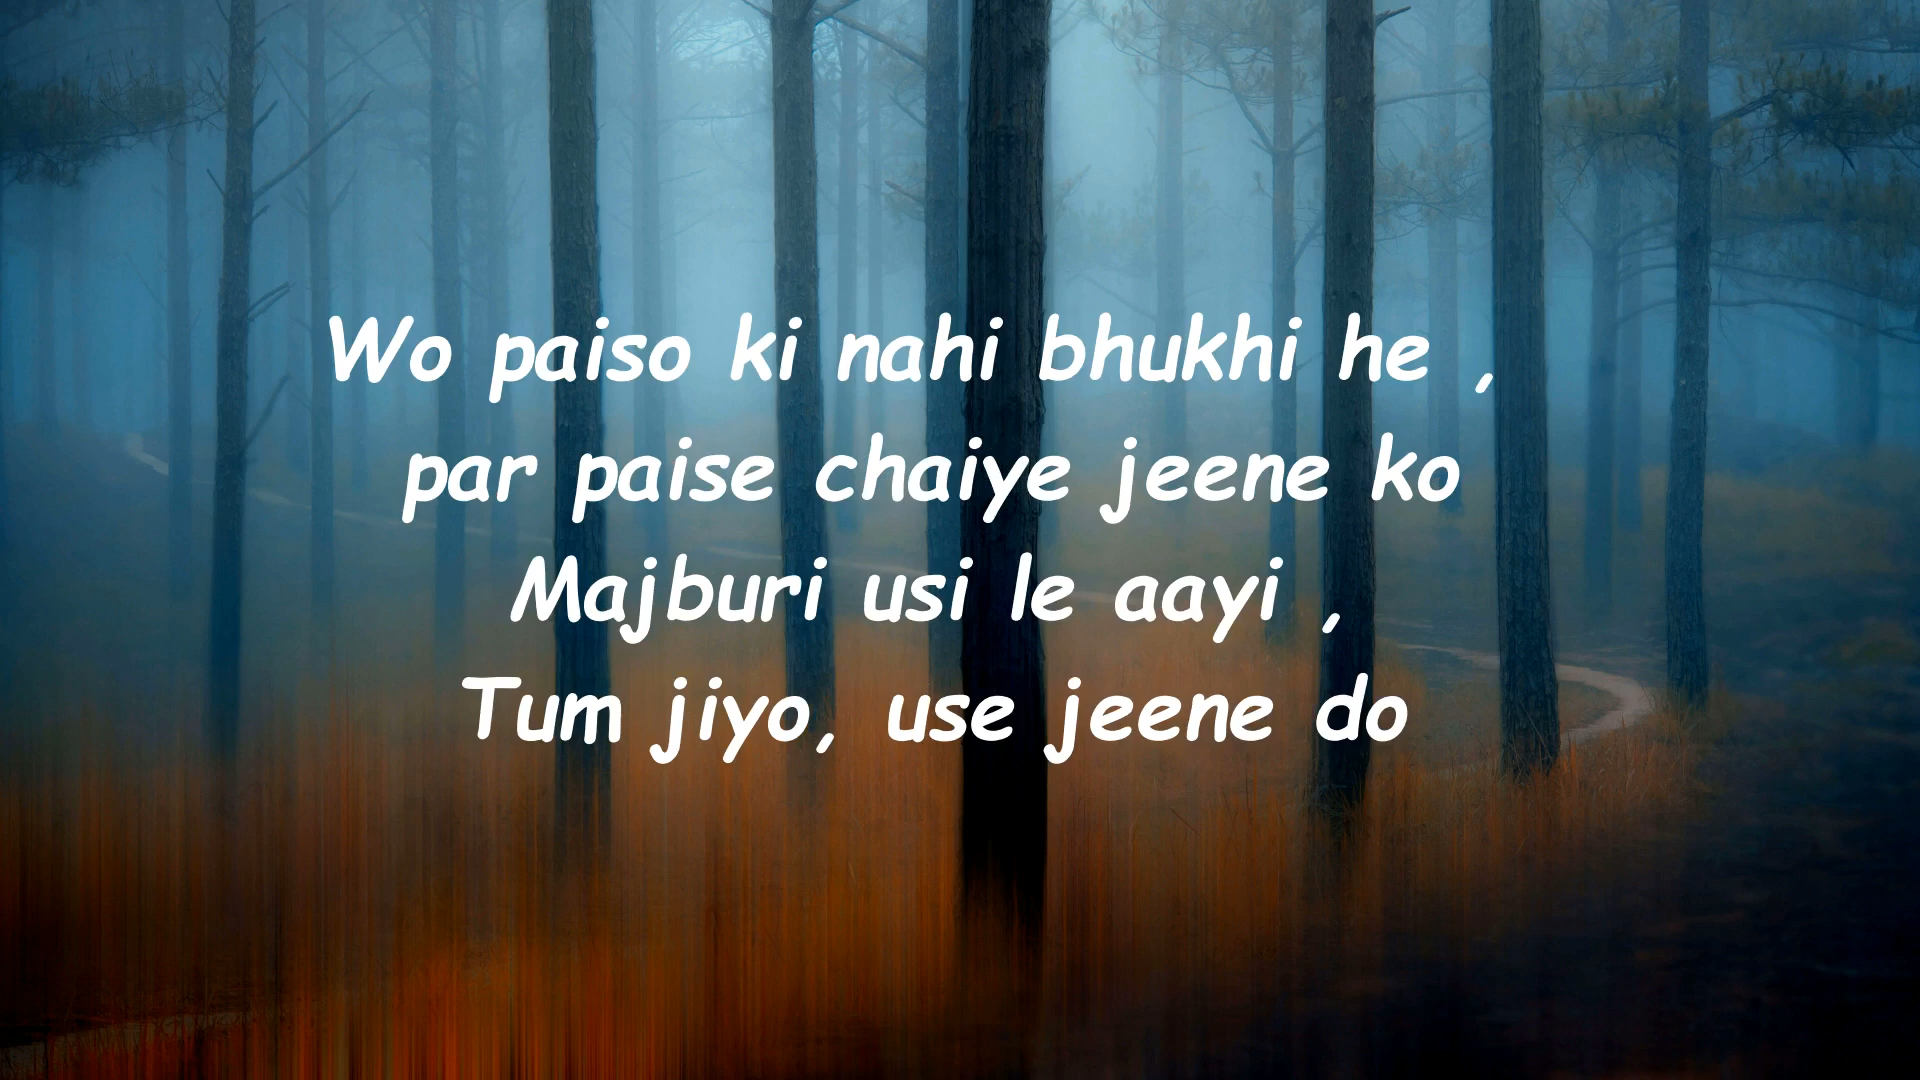 Wo paiso ki nahi bhukhi he ,
par paise chaiye jeene ko
Majburi usi le aayi ,
Tum jiyo, use jeene do